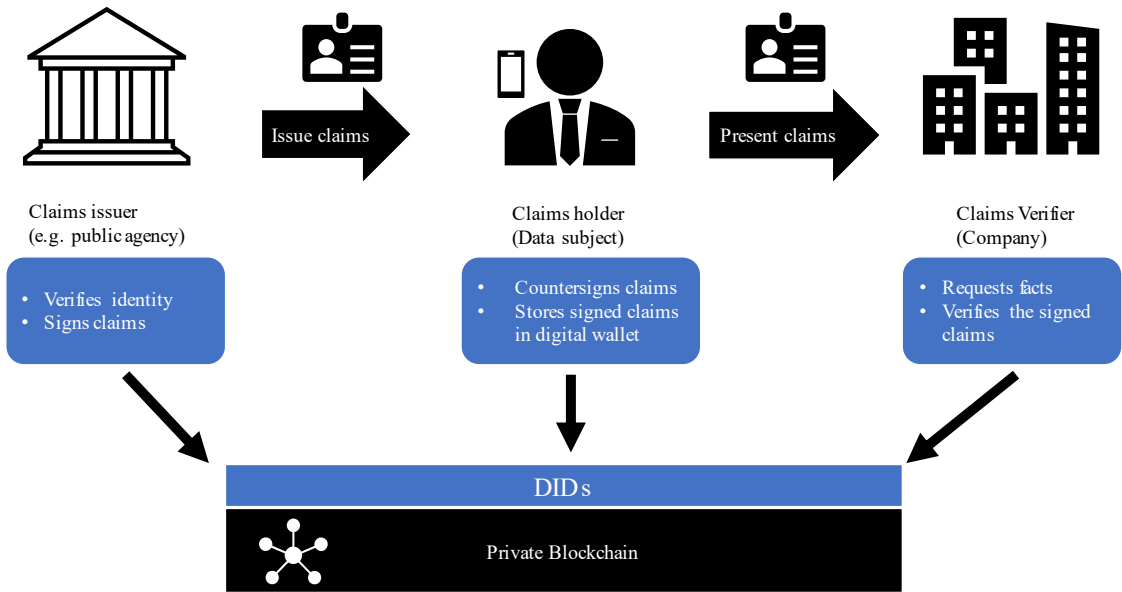 Issue claims
Present claims
Claims issuer
(e.g. public agency)
Claims holder
(Data subject)
Claims Verifier
(Company)
• Verifies identity
• Signs claims
• Countersigns claims
• Stores signed claims
in digital wallet
• Requests facts
• Verifies the signed
claims
DIDs
Private Blockchain